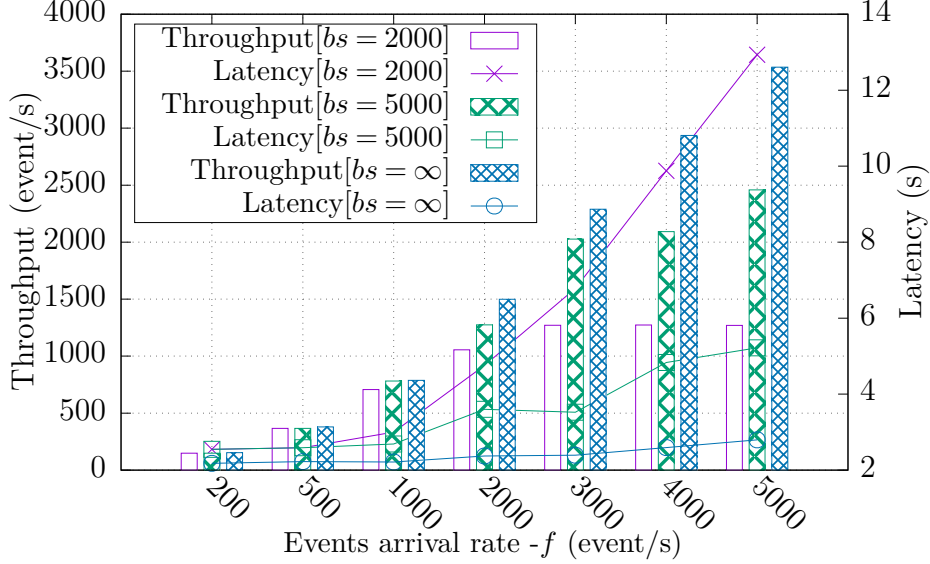 4000
3500
3000
2500
2000
1500
1000
500
0
Throughput (event/s)
Throughput[bs = 2000]
Latency[bs = 2000]
Throughput[bs = 5000]
Latency[bs = 5000]
Throughput[bs = ∞]
Latency[bs = ∞]
14
12
10
8
6
4
2
Latency (s)
200
500
1000
2000
3000
4000
5000
Events arrival rate -f (event/s)